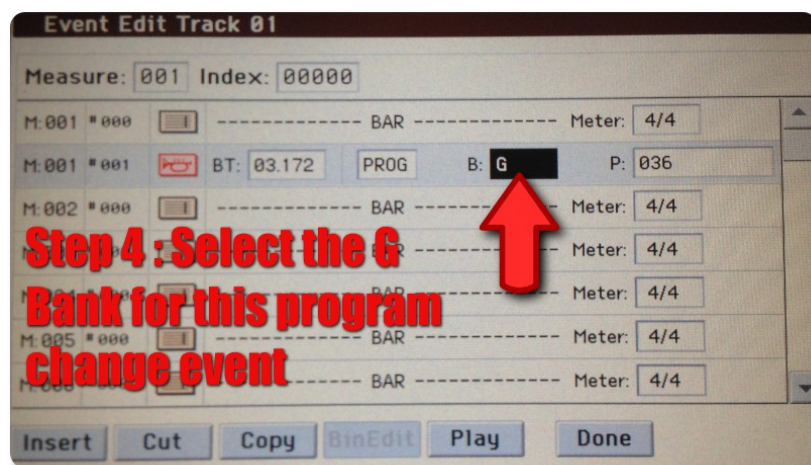 Event Edit Track 01
Measure: 001 Index: 00000
M:001 #000 BAR Meter: 4/4
M:001 #001 BT: 03.172 PROG B: G P: 036
M:002 #000 BAR Meter: 4/4
BAR Meter: 4/4
BAR Meter: 4/4
M:005 #000 BAR Meter: 4/4
BAR Meter: 4/4
Step 4 : Select the G
Bank for this program
change event
Insert Cut Copy BinEdit Play Done